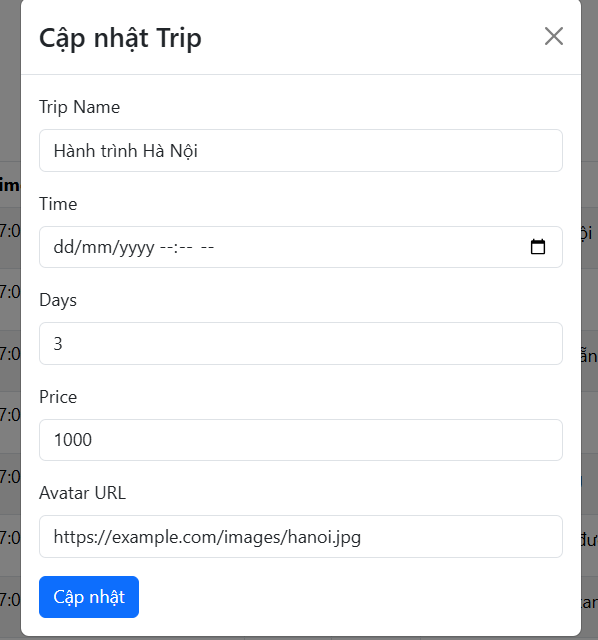 Cập nhật Trip
Trip Name
Hành trình Hà Nội
Time
dd/mm/yyyy --:-- --
Days
3
Price
1000
Avatar URL
https://example.com/images/hanoi.jpg
Cập nhật